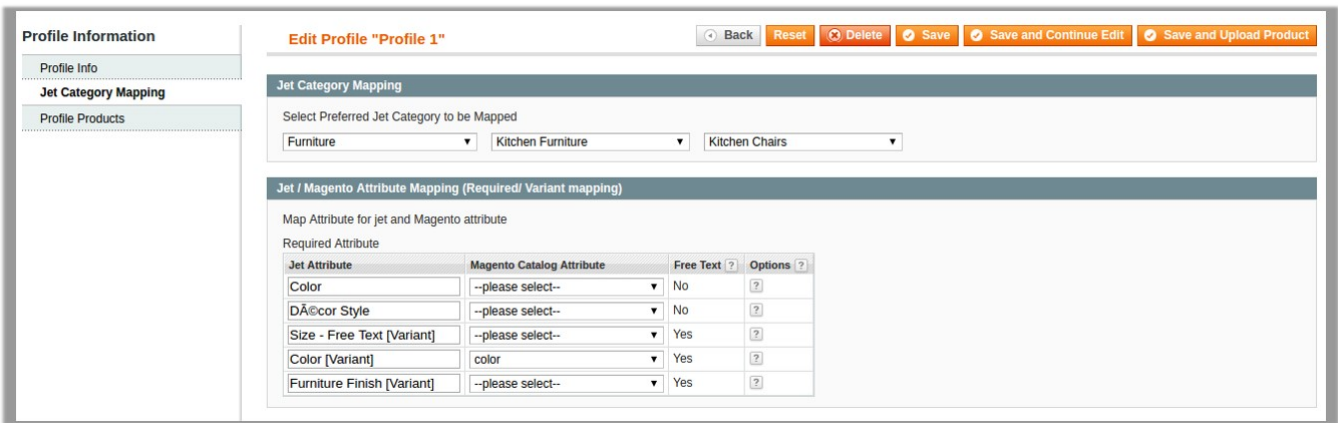 Profile Information
Profile Info
Jet Category Mapping
Profile Products
Edit Profile "Profile 1"
Back Reset Delete Save Save and Continue Edit Save and Upload Product
Jet Category Mapping
Select Preferred Jet Category to be Mapped
Furniture Kitchen Furniture Kitchen Chairs
Jet / Magento Attribute Mapping (Required/ Variant mapping)
Map Attribute for jet and Magento attribute
Required Attribute
Jet Attribute Magento Catalog Attribute Free Text ? Options ?
Color --please select-- No ?
DÃ©cor Style --please select-- No ?
Size - Free Text [Variant] --please select-- Yes ?
Color [Variant] color Yes ?
Furniture Finish [Variant] --please select-- Yes ?